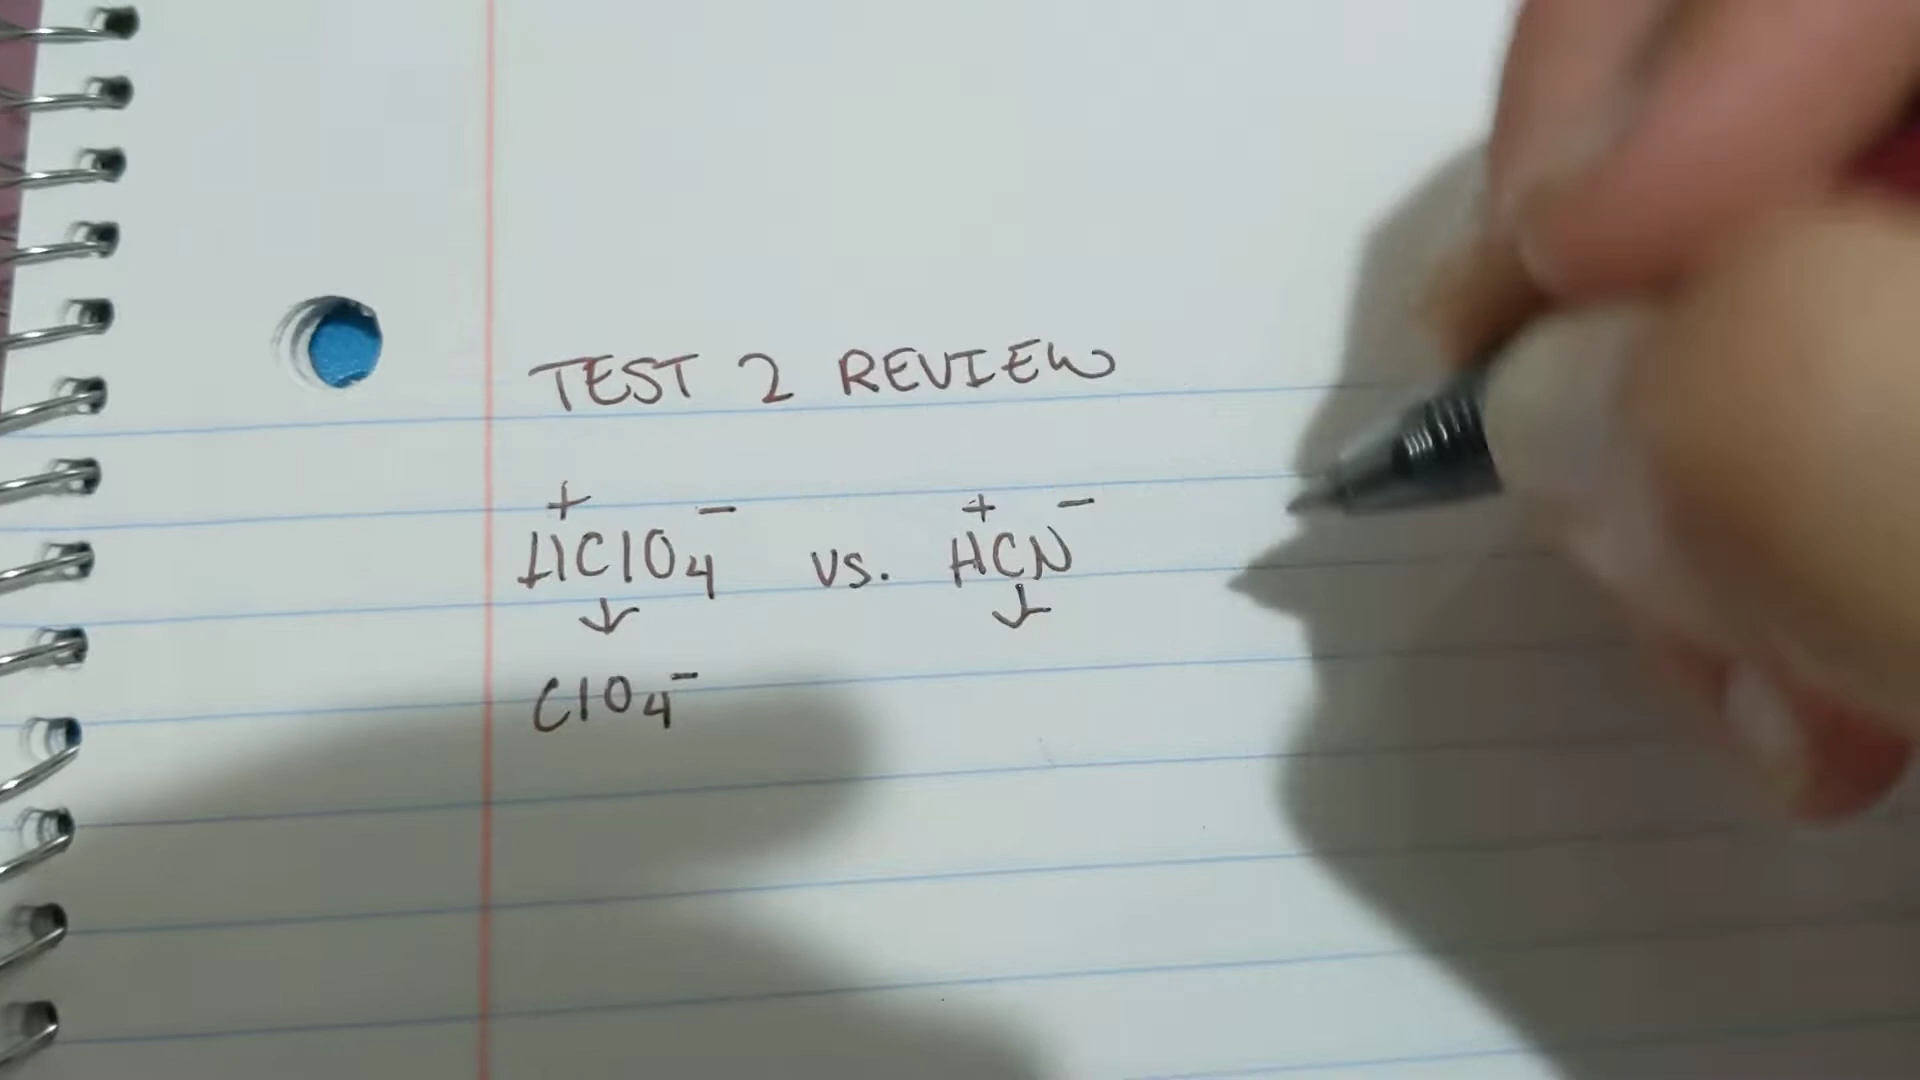 TEST 2 REVIEW
+ − + −
HClO₄ vs. HCN
↓ ↓
ClO₄⁻